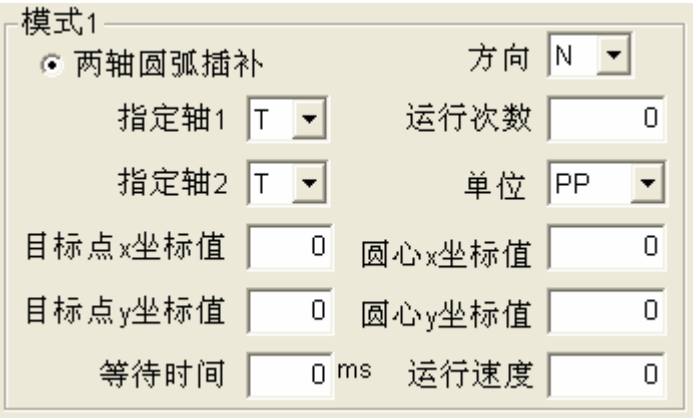 模式1
两轴圆弧插补 方向 N
指定轴1 T 运行次数 0
指定轴2 T 单位 PP
目标点x坐标值 0 圆心x坐标值 0
目标点y坐标值 0 圆心y坐标值 0
等待时间 0 ms 运行速度 0